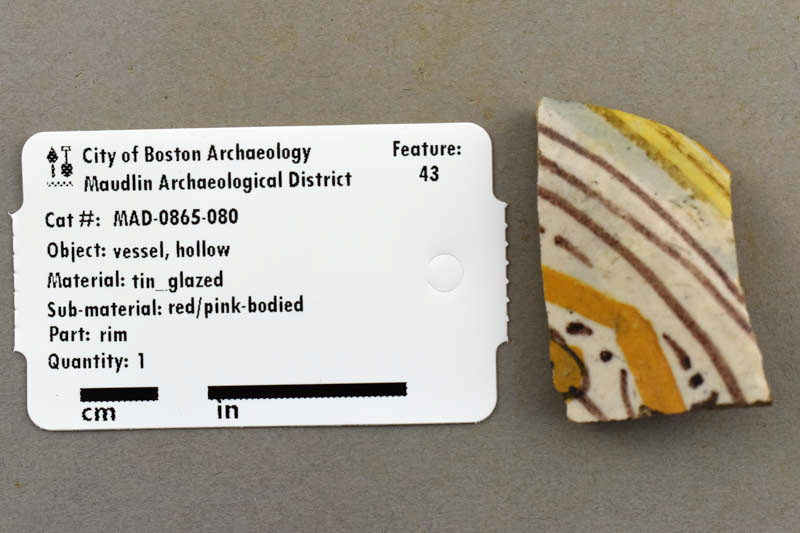 City of Boston Archaeology
Maudlin Archaeological District
Feature:
43
Cat #: MAD-0865-080
Object: vessel, hollow
Material: tin_glazed
Sub-material: red/pink-bodied
Part: rim
Quantity: 1
cm in